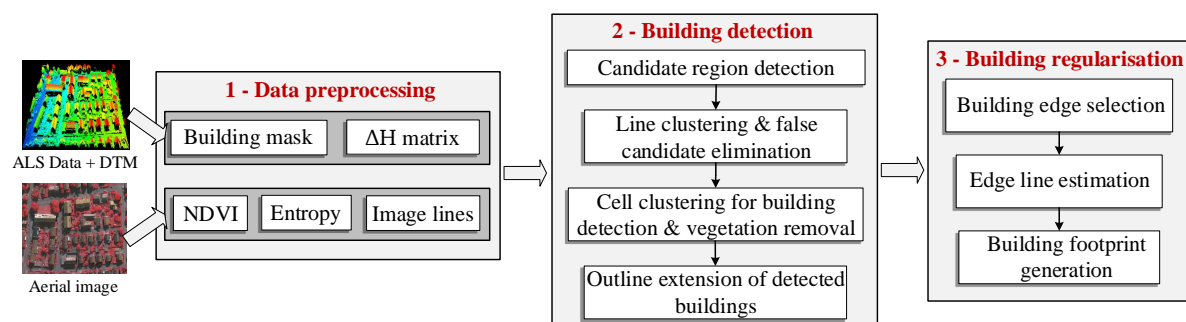 ALS Data + DTM
Aerial image
1 - Data preprocessing
Building mask
ΔH matrix
NDVI
Entropy
Image lines
2 - Building detection
Candidate region detection
Line clustering & false
candidate elimination
Cell clustering for building
detection & vegetation removal
Outline extension of detected
buildings
3 - Building regularisation
Building edge selection
Edge line estimation
Building footprint
generation